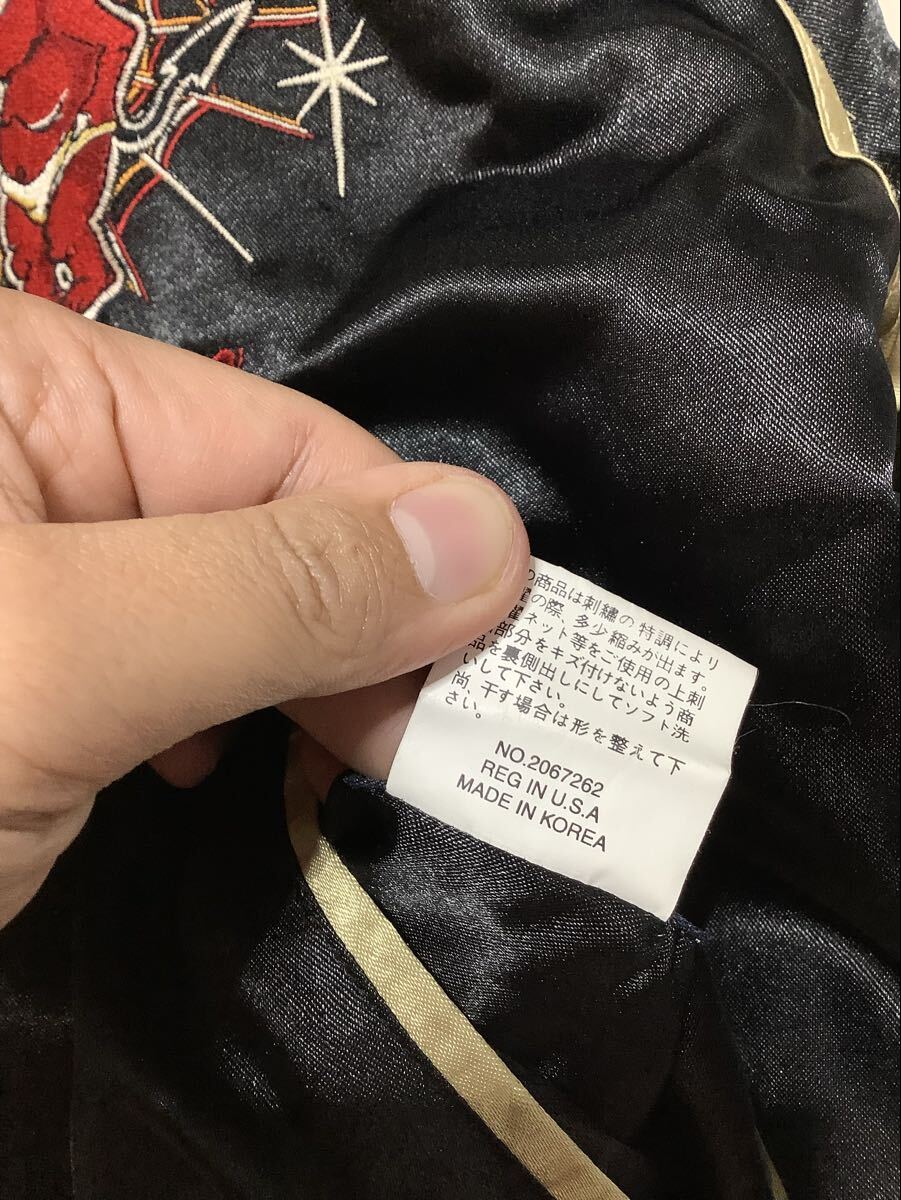 の商品は刺繍の特調により
の際、多少縮みが出ます。
ネット等をご使用の上刺
部分をキズ付けないよう商
品を裏側出しにしてソフト洗
いして下さい。
尚、干す場合は形を整えて下
さい。
NO.2067262
REG IN U.S.A
MADE IN KOREA